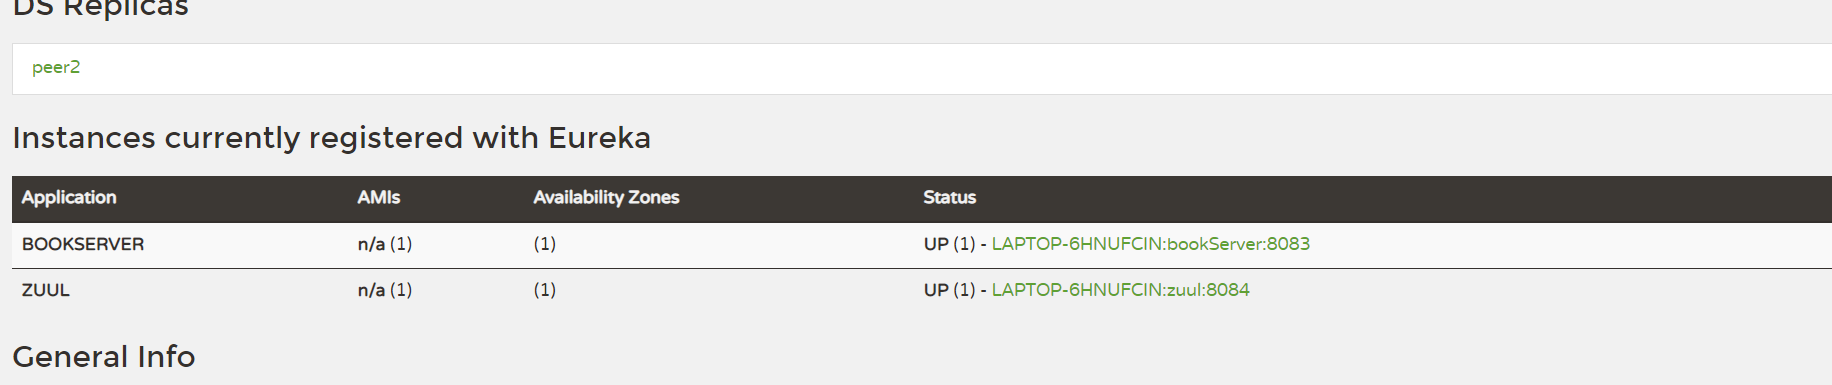 DS Replicas
peer2
Instances currently registered with Eureka
Application AMIs Availability Zones Status
BOOKSERVER n/a (1) (1) UP (1) - LAPTOP-6HNUFCIN:bookServer:8083
ZUUL n/a (1) (1) UP (1) - LAPTOP-6HNUFCIN:zuul:8084
General Info